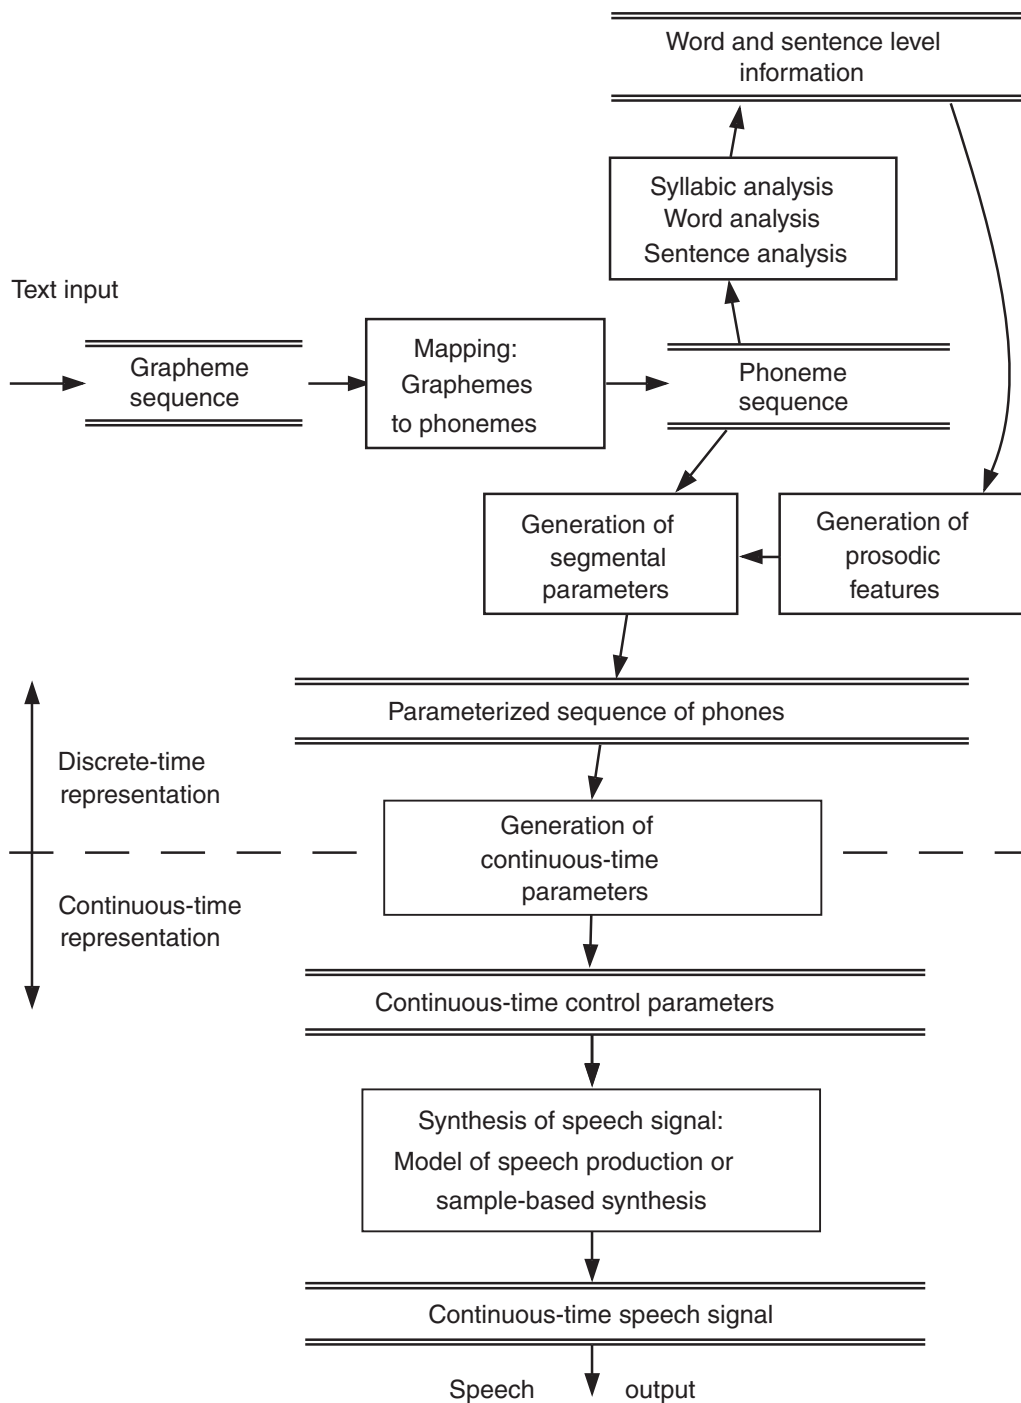 Word and sentence level
information
Syllabic analysis
Word analysis
Sentence analysis
Text input
Grapheme
sequence
Mapping:
Graphemes
to phonemes
Phoneme
sequence
Generation of
segmental
parameters
Generation of
prosodic
features
Parameterized sequence of phones
Discrete-time
representation
Generation of
continuous-time
parameters
Continuous-time
representation
Continuous-time control parameters
Synthesis of speech signal:
Model of speech production or
sample-based synthesis
Continuous-time speech signal
Speech output